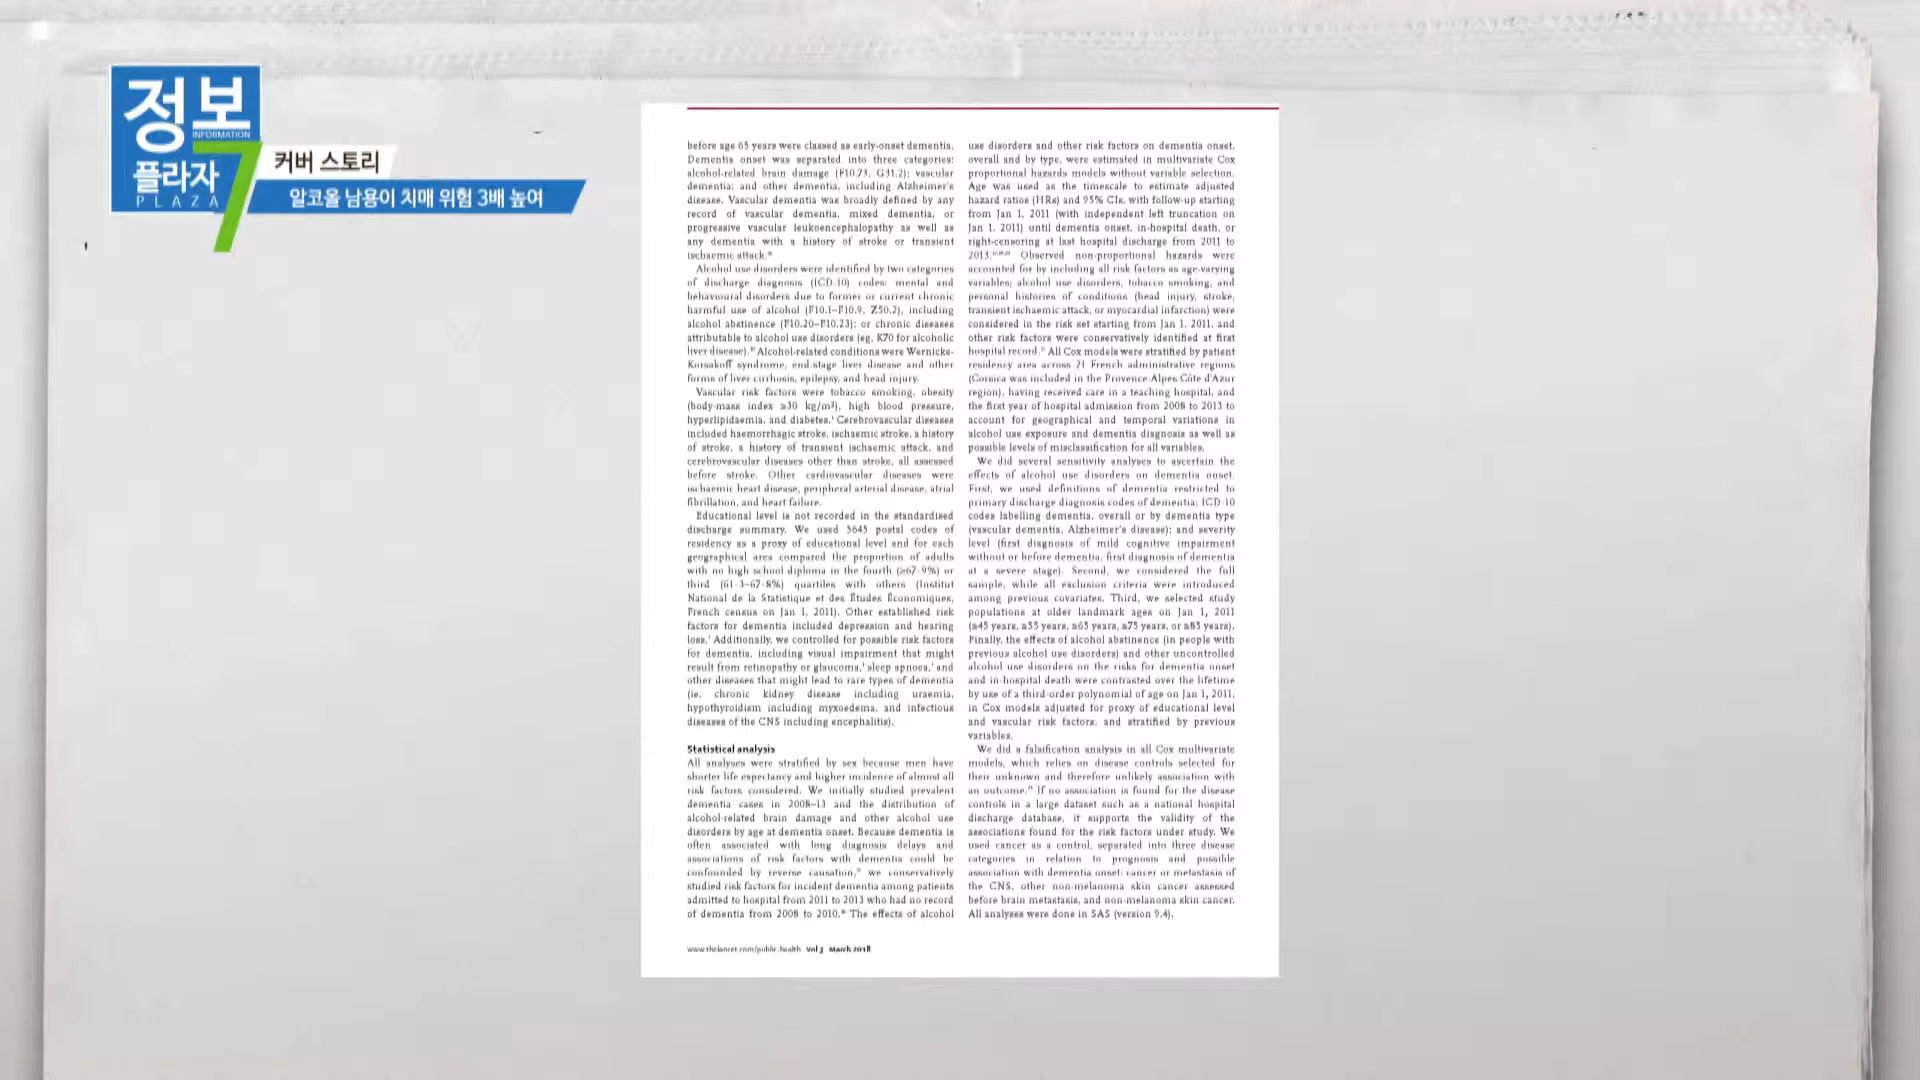 정보
INFORMATION
플라자
PLAZA
7
커버 스토리
알코올 남용이 치매 위험 3배 높여
before age 65 years were classed as early-onset dementia.
Dementia onset was separated into three categories:
alcohol-related brain damage (F10.73, G31.2); vascular
dementia; and other dementia, including Alzheimer's
disease. Vascular dementia was broadly defined by any
record of vascular dementia, mixed dementia, or
progressive vascular leukoencephalopathy as well as
any dementia with a history of stroke or transient
ischaemic attack.
Alcohol use disorders were identified by two categories
of discharge diagnosis (ICD-10) codes: mental and
behavioural disorders due to former or current chronic
harmful use of alcohol (F10.1–F10.9, Z50.2), including
alcohol abstinence (F10.20–F10.23); or chronic diseases
attributable to alcohol use disorders (eg, K70 for alcoholic
liver disease). Alcohol-related conditions were Wernicke-
Korsakoff syndrome, end-stage liver disease and other
forms of liver cirrhosis, epilepsy, and head injury.
Vascular risk factors were tobacco smoking, obesity
(body-mass index ≥30 kg/m²), high blood pressure,
hyperlipidaemia, and diabetes. Cerebrovascular diseases
included haemorrhagic stroke, ischaemic stroke, a history
of stroke, a history of transient ischaemic attack, and
cerebrovascular diseases other than stroke, all assessed
before stroke. Other cardiovascular diseases were
ischaemic heart disease, peripheral arterial disease, atrial
fibrillation, and heart failure.
Educational level is not recorded in the standardised
discharge summary. We used 5645 postal codes of
residency as a proxy of educational level and for each
geographical area compared the proportion of adults
with no high school diploma in the fourth (≥67·9%) or
third (61·3–67·8%) quartiles with others (Institut
National de la Statistique et des Études Économiques,
French census on Jan 1, 2011). Other established risk
factors for dementia included depression and hearing
loss. Additionally, we controlled for possible risk factors
for dementia, including visual impairment that might
result from retinopathy or glaucoma, sleep apnoea, and
other diseases that might lead to rare types of dementia
(ie, chronic kidney disease including uraemia,
hypothyroidism including myxoedema, and infectious
diseases of the CNS including encephalitis).
Statistical analysis
All analyses were stratified by sex because men have
shorter life expectancy and higher incidence of almost all
risk factors considered. We initially studied prevalent
dementia cases in 2008–13 and the distribution of
alcohol-related brain damage and other alcohol use
disorders by age at dementia onset. Because dementia is
often associated with long diagnosis delays and
associations of risk factors with dementia could be
confounded by reverse causation, we conservatively
studied risk factors for incident dementia among patients
admitted to hospital from 2011 to 2013 who had no record
of dementia from 2008 to 2010. The effects of alcohol
use disorders and other risk factors on dementia onset,
overall and by type, were estimated in multivariate Cox
proportional hazards models without variable selection.
Age was used as the timescale to estimate adjusted
hazard ratios (HRs) and 95% CIs, with follow-up starting
from Jan 1, 2011 (with independent left truncation on
Jan 1, 2011) until dementia onset, in-hospital death, or
right-censoring at last hospital discharge from 2011 to
2013. Observed non-proportional hazards were
accounted for by including all risk factors as age-varying
variables; alcohol use disorders, tobacco smoking, and
personal histories of conditions (head injury, stroke,
transient ischaemic attack, or myocardial infarction) were
considered in the risk set starting from Jan 1, 2011, and
other risk factors were conservatively identified at first
hospital record. All Cox models were stratified by patient
residency area across 21 French administrative regions
(Corsica was included in the Provence-Alpes-Côte d'Azur
region), having received care in a teaching hospital, and
the first year of hospital admission from 2008 to 2013 to
account for geographical and temporal variations in
alcohol use exposure and dementia diagnosis as well as
possible levels of misclassification for all variables.
We did several sensitivity analyses to ascertain the
effects of alcohol use disorders on dementia onset.
First, we used definitions of dementia restricted to
primary discharge diagnosis codes of dementia; ICD-10
codes labelling dementia, overall or by dementia type
(vascular dementia, Alzheimer's disease); and severity
level (first diagnosis of mild cognitive impairment
without or before dementia, first diagnosis of dementia
at a severe stage). Second, we considered the full
sample, while all exclusion criteria were introduced
among previous covariates. Third, we selected study
populations at older landmark ages on Jan 1, 2011
(≥45 years, ≥55 years, ≥65 years, ≥75 years, or ≥85 years).
Finally, the effects of alcohol abstinence (in people with
previous alcohol use disorders) and other uncontrolled
alcohol use disorders on the risks for dementia onset
and in-hospital death were contrasted over the lifetime
by use of a third-order polynomial of age on Jan 1, 2011,
in Cox models adjusted for proxy of educational level
and vascular risk factors, and stratified by previous
variables.
We did a falsification analysis in all Cox multivariate
models, which relies on disease controls selected for
their unknown and therefore unlikely association with
an outcome. If no association is found for the disease
controls in a large dataset such as a national hospital
discharge database, it supports the validity of the
associations found for the risk factors under study. We
used cancer as a control, separated into three disease
categories in relation to prognosis and possible
association with dementia onset: cancer or metastasis of
the CNS, other non-melanoma skin cancer assessed
before brain metastasis, and non-melanoma skin cancer.
All analyses were done in SAS (version 9.4).
www.thelancet.com/public-health Vol 3 March 2018